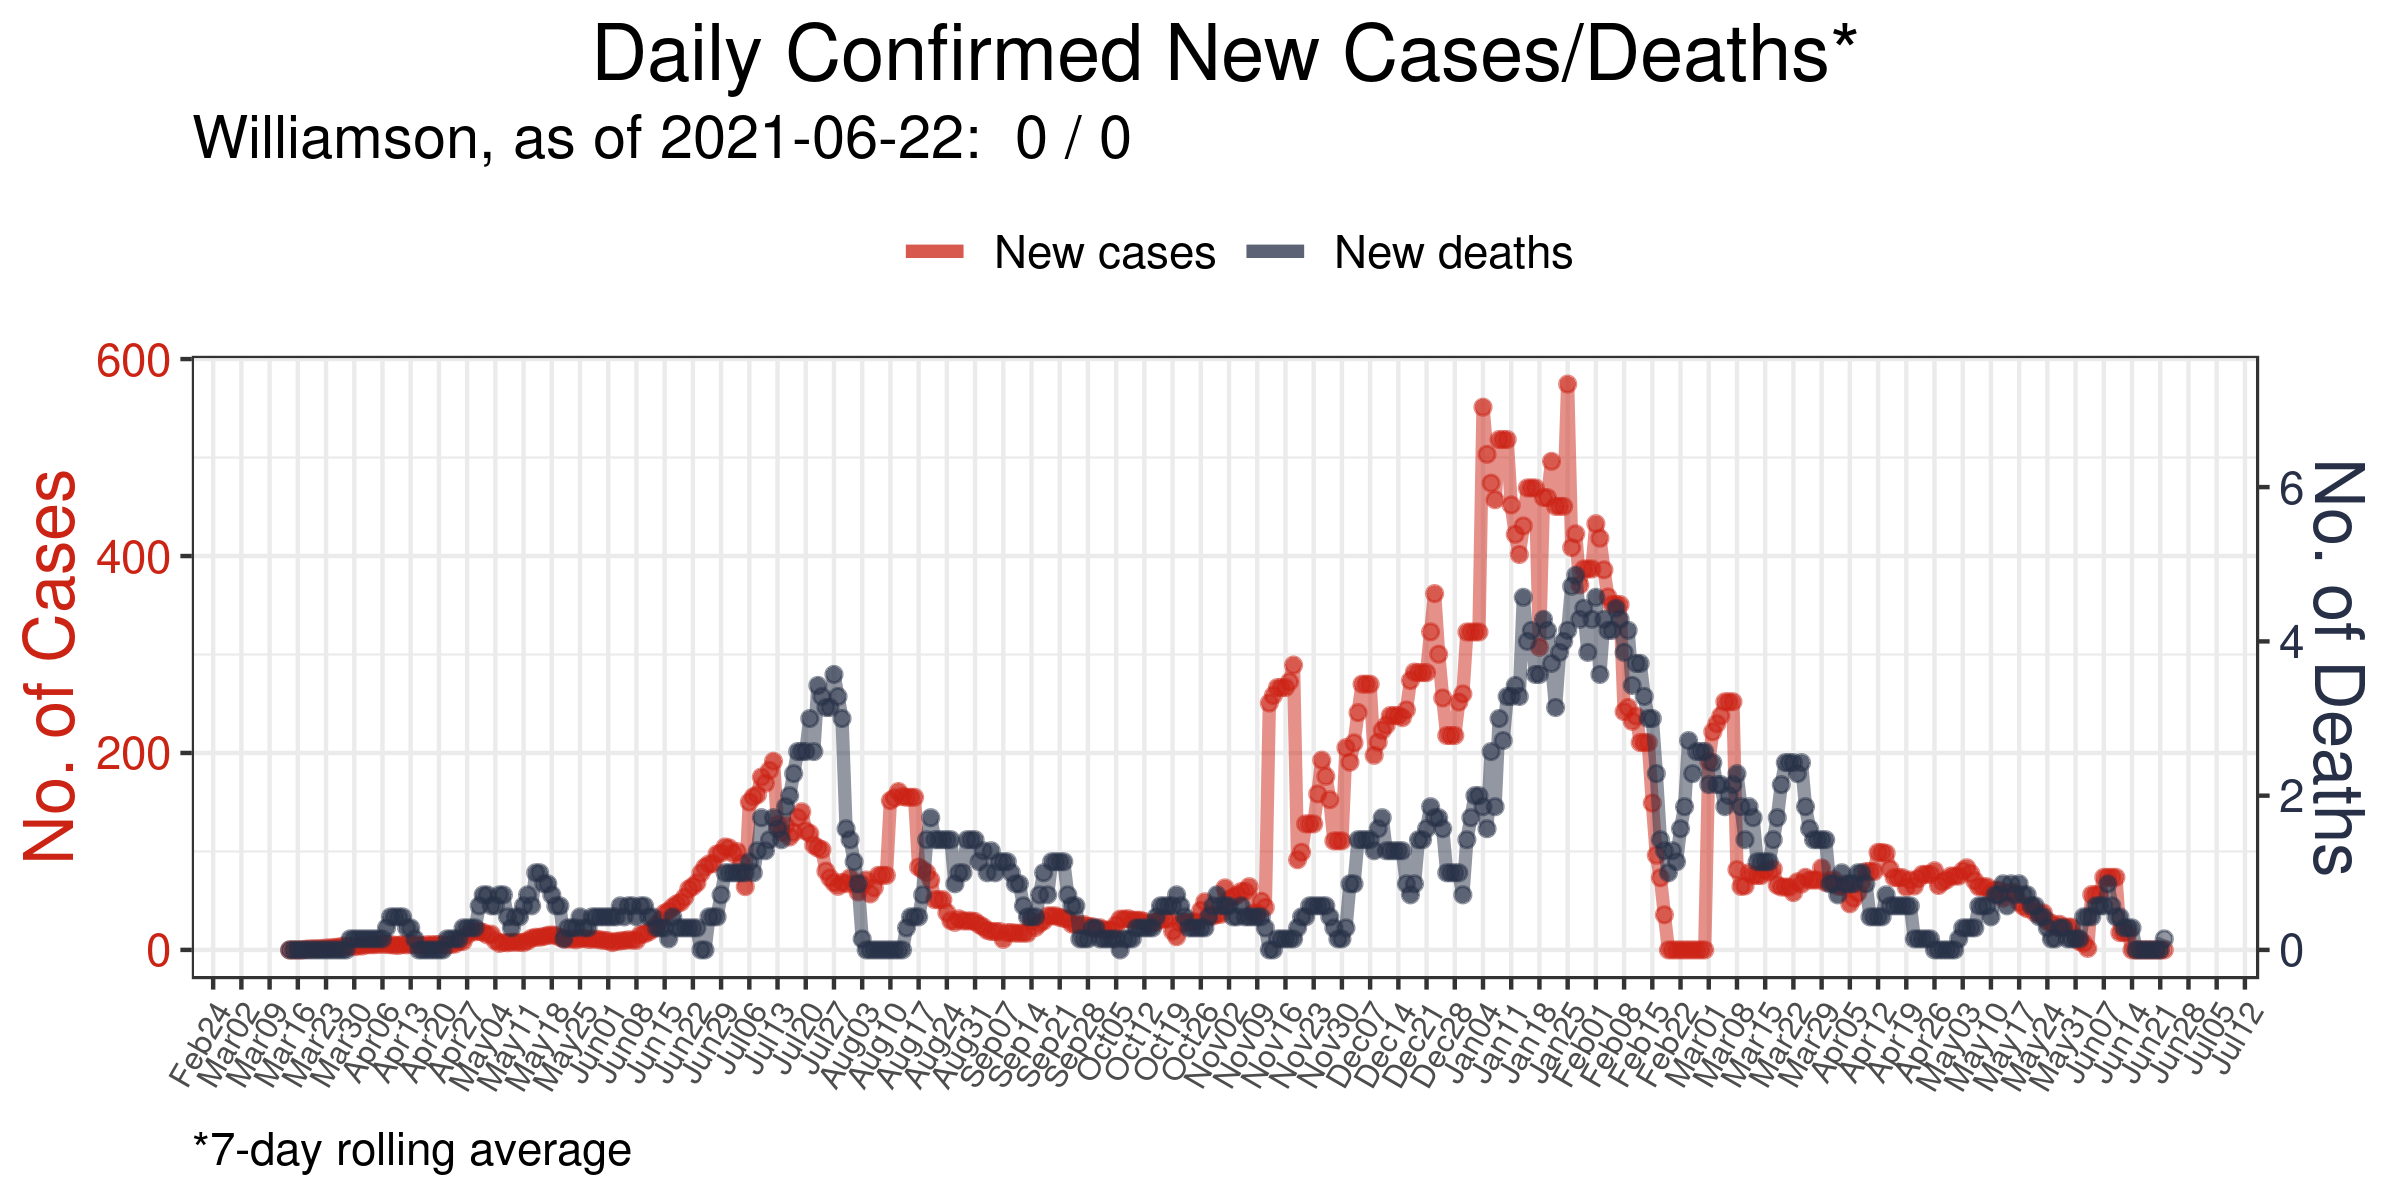 Daily Confirmed New Cases/Deaths*
Williamson, as of 2021-06-22:  0 / 0
New cases
New deaths
No. of Cases
600
400
200
0
No. of Deaths
6
4
2
0
Feb24
Mar02
Mar09
Mar16
Mar23
Mar30
Apr06
Apr13
Apr20
Apr27
May04
May11
May18
May25
Jun01
Jun08
Jun15
Jun22
Jun29
Jul06
Jul13
Jul20
Jul27
Aug03
Aug10
Aug17
Aug24
Aug31
Sep07
Sep14
Sep21
Sep28
Oct05
Oct12
Oct19
Oct26
Nov02
Nov09
Nov16
Nov23
Nov30
Dec07
Dec14
Dec21
Dec28
Jan04
Jan11
Jan18
Jan25
Feb01
Feb08
Feb15
Feb22
Mar01
Mar08
Mar15
Mar22
Mar29
Apr05
Apr12
Apr19
Apr26
May03
May10
May17
May24
May31
Jun07
Jun14
Jun21
Jun28
Jul05
Jul12
*7-day rolling average